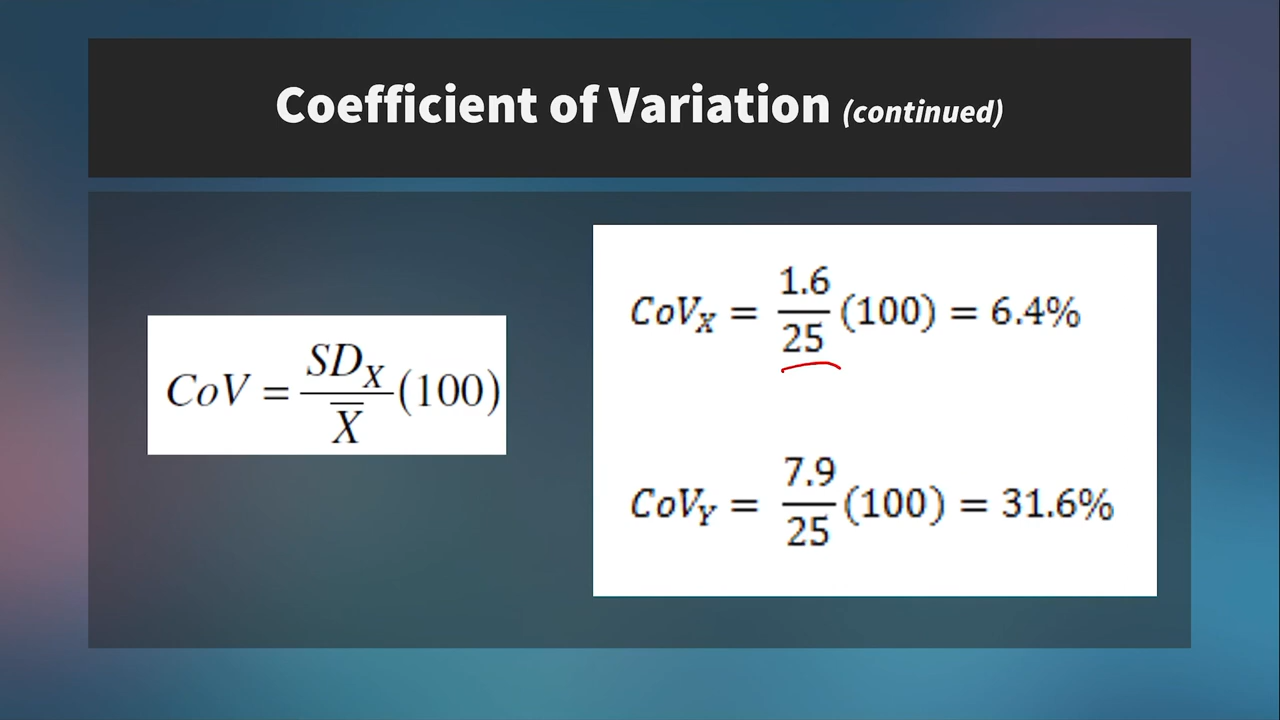 Coefficient of Variation (continued)
CoV = SD_X / X̅ (100)
CoV_X = 1.6 / 25 (100) = 6.4%
CoV_Y = 7.9 / 25 (100) = 31.6%